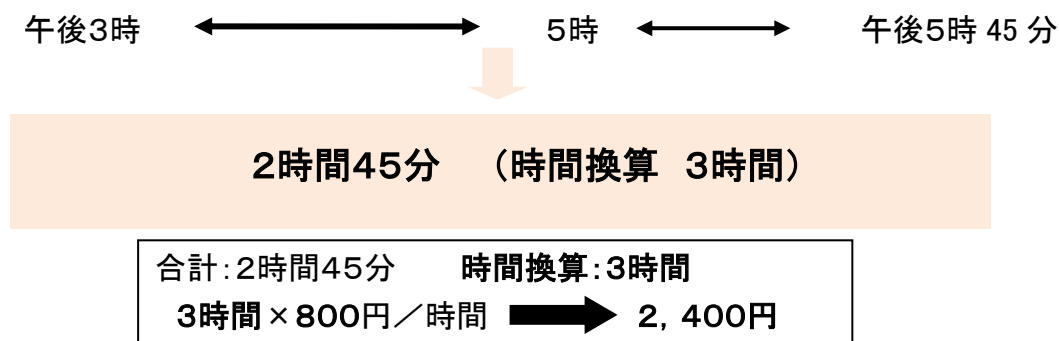 午後３時　５時　午後５時 45 分
２時間４５分　（時間換算　３時間）
合計：２時間４５分　時間換算：３時間
３時間×８００円／時間　２，４００円